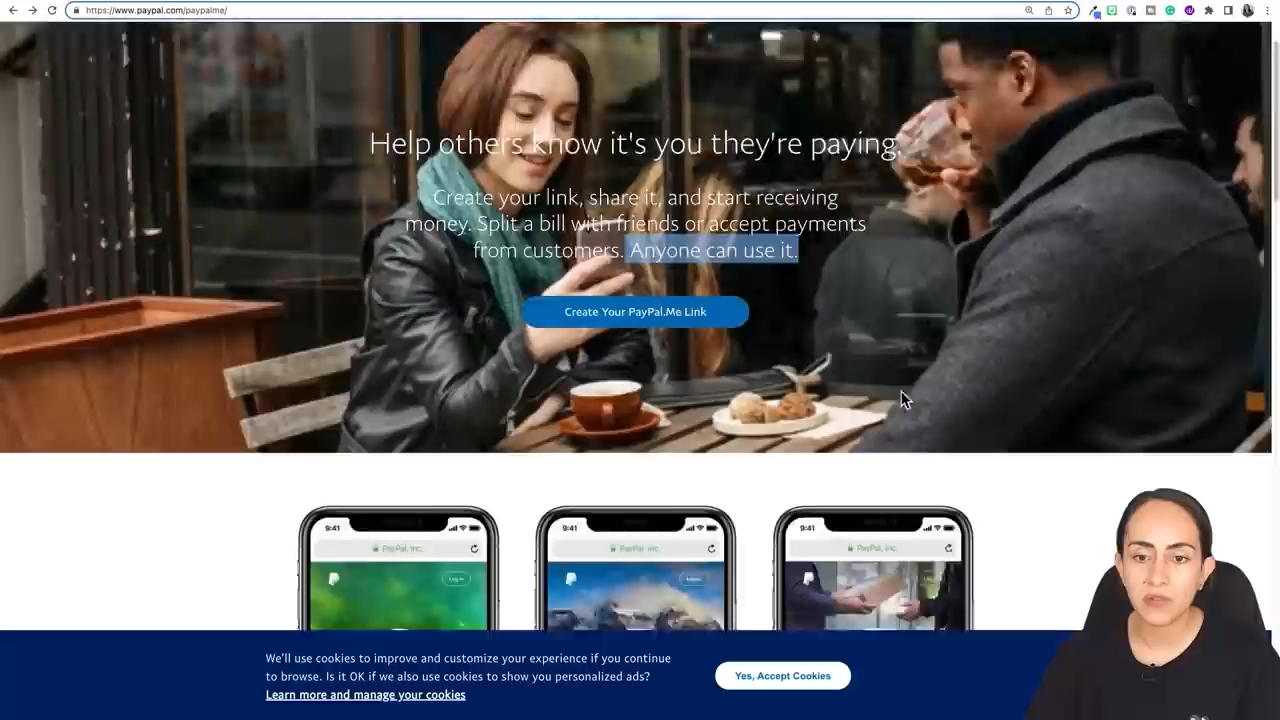 https://www.paypal.com/paypalme/
Help others know it's you they're paying.
Create your link, share it, and start receiving
money. Split a bill with friends or accept payments
from customers. Anyone can use it.
Create Your PayPal.Me Link
9:41
9:41
9:41
PayPal, Inc.
PayPal, Inc.
PayPal, Inc.
Log In
We'll use cookies to improve and customize your experience if you continue
to browse. Is it OK if we also use cookies to show you personalized ads?
Learn more and manage your cookies
Yes, Accept Cookies